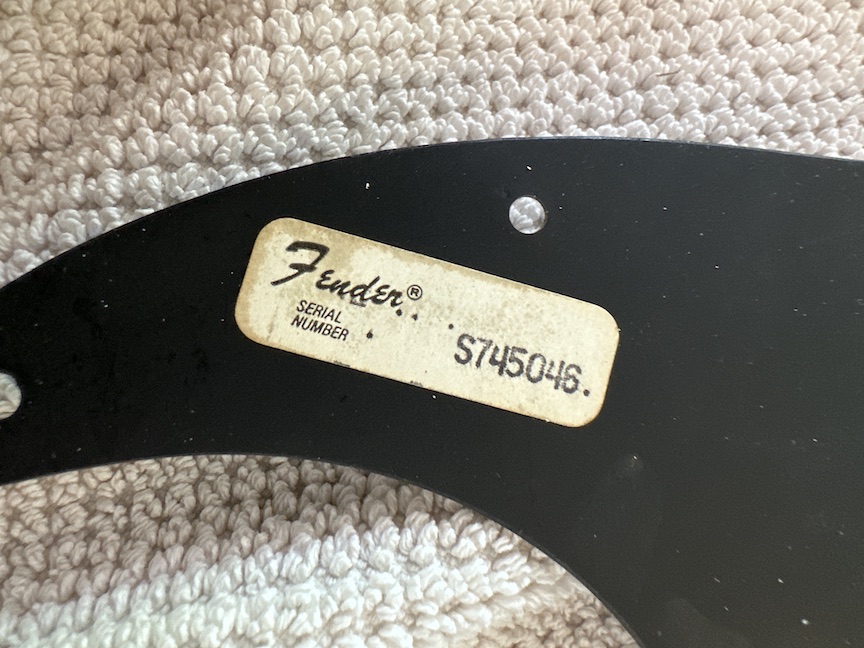 Fender®
SERIAL
NUMBER
S745046.